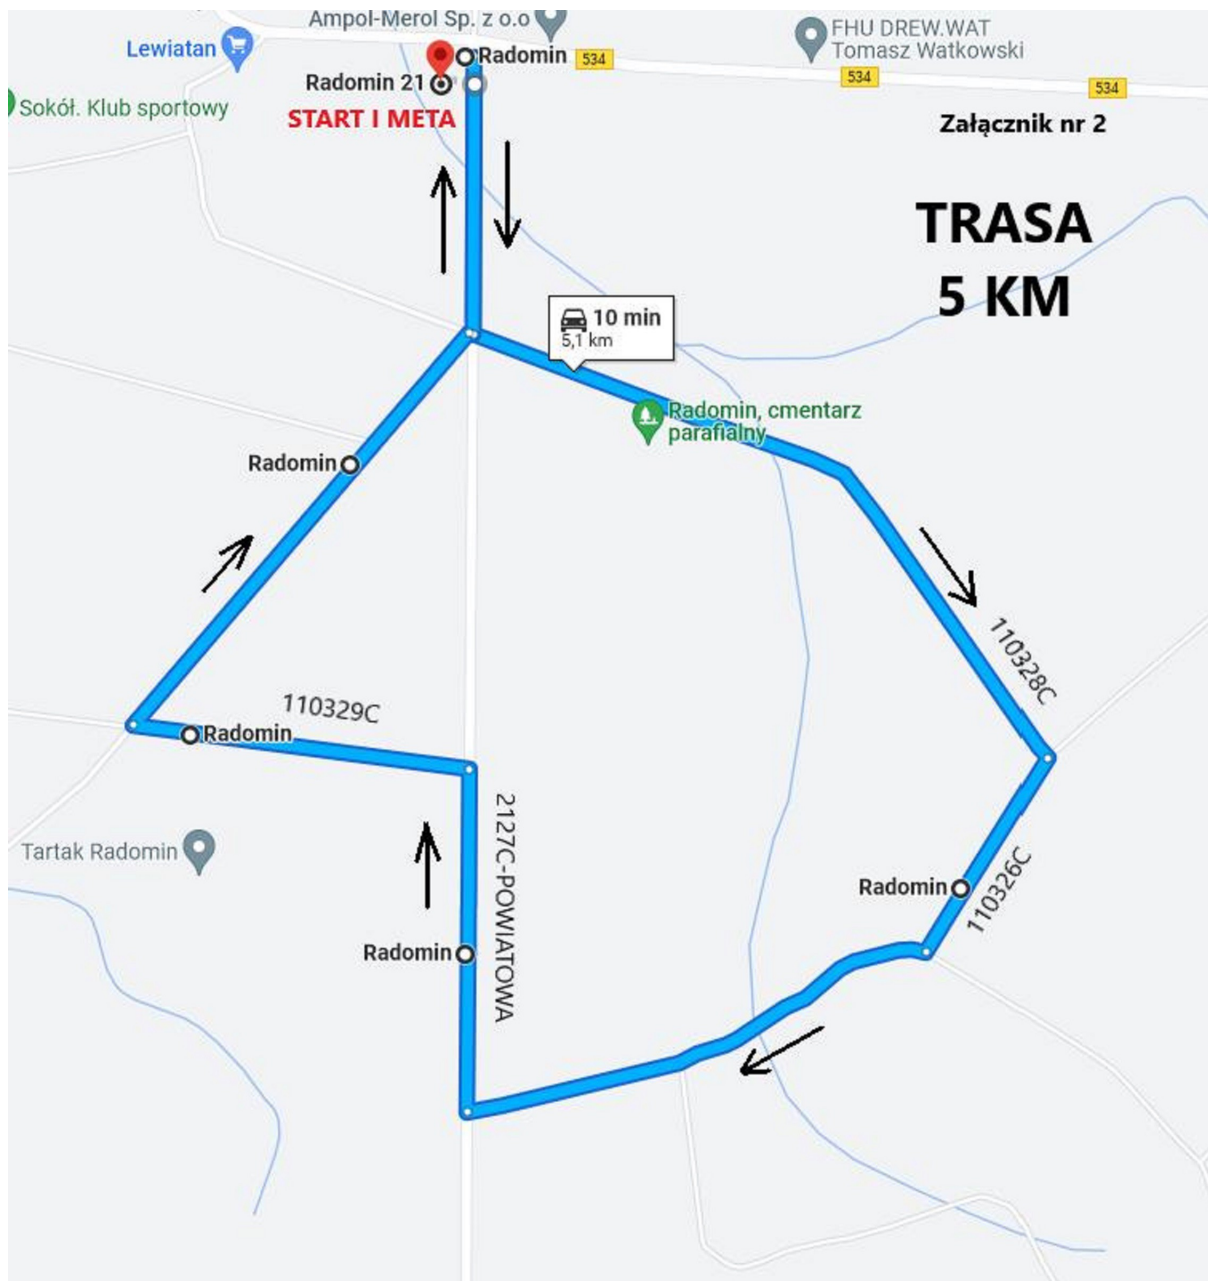 Ampol-Merol Sp. z o.o
FHU DREW.WAT
Tomasz Watkowski
Lewiatan
Radomin
534
534
534
Radomin 21
Sokół. Klub sportowy
START I META
Załącznik nr 2
TRASA
5 KM
10 min
5,1 km
Radomin, cmentarz
parafialny
Radomin
110328C
110329C
Radomin
2127C-POWIATOWA
Tartak Radomin
Radomin
110326C
Radomin